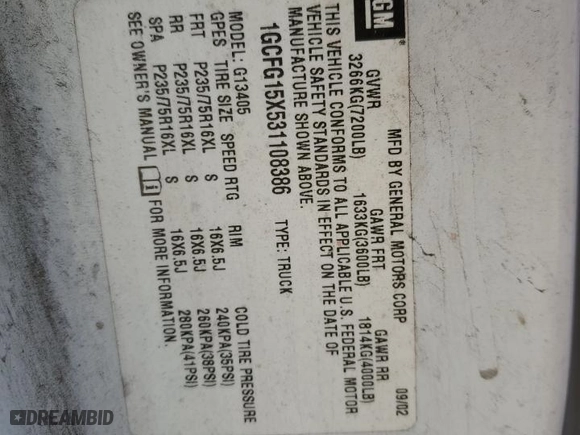 GM
MFD BY GENERAL MOTORS CORP 09/02
GVWR GAWR FRT GAWR RR
3266KG(7200LB) 1633KG(3600LB) 1814KG(4000LB)
THIS VEHICLE CONFORMS TO ALL APPLICABLE U.S. FEDERAL MOTOR
VEHICLE SAFETY STANDARDS IN EFFECT ON THE DATE OF
MANUFACTURE SHOWN ABOVE.
1GCFG15X531108386 TYPE: TRUCK
MODEL: G13405
GPES TIRE SIZE SPEED RTG RIM COLD TIRE PRESSURE
FRT P235/75R16XL S 16X6.5J 240KPA(35PSI)
RR P235/75R16XL S 16X6.5J 260KPA(38PSI)
SPA P235/75R16XL S 16X6.5J 280KPA(41PSI)
SEE OWNER'S MANUAL FOR MORE INFORMATION.
DREAMBID